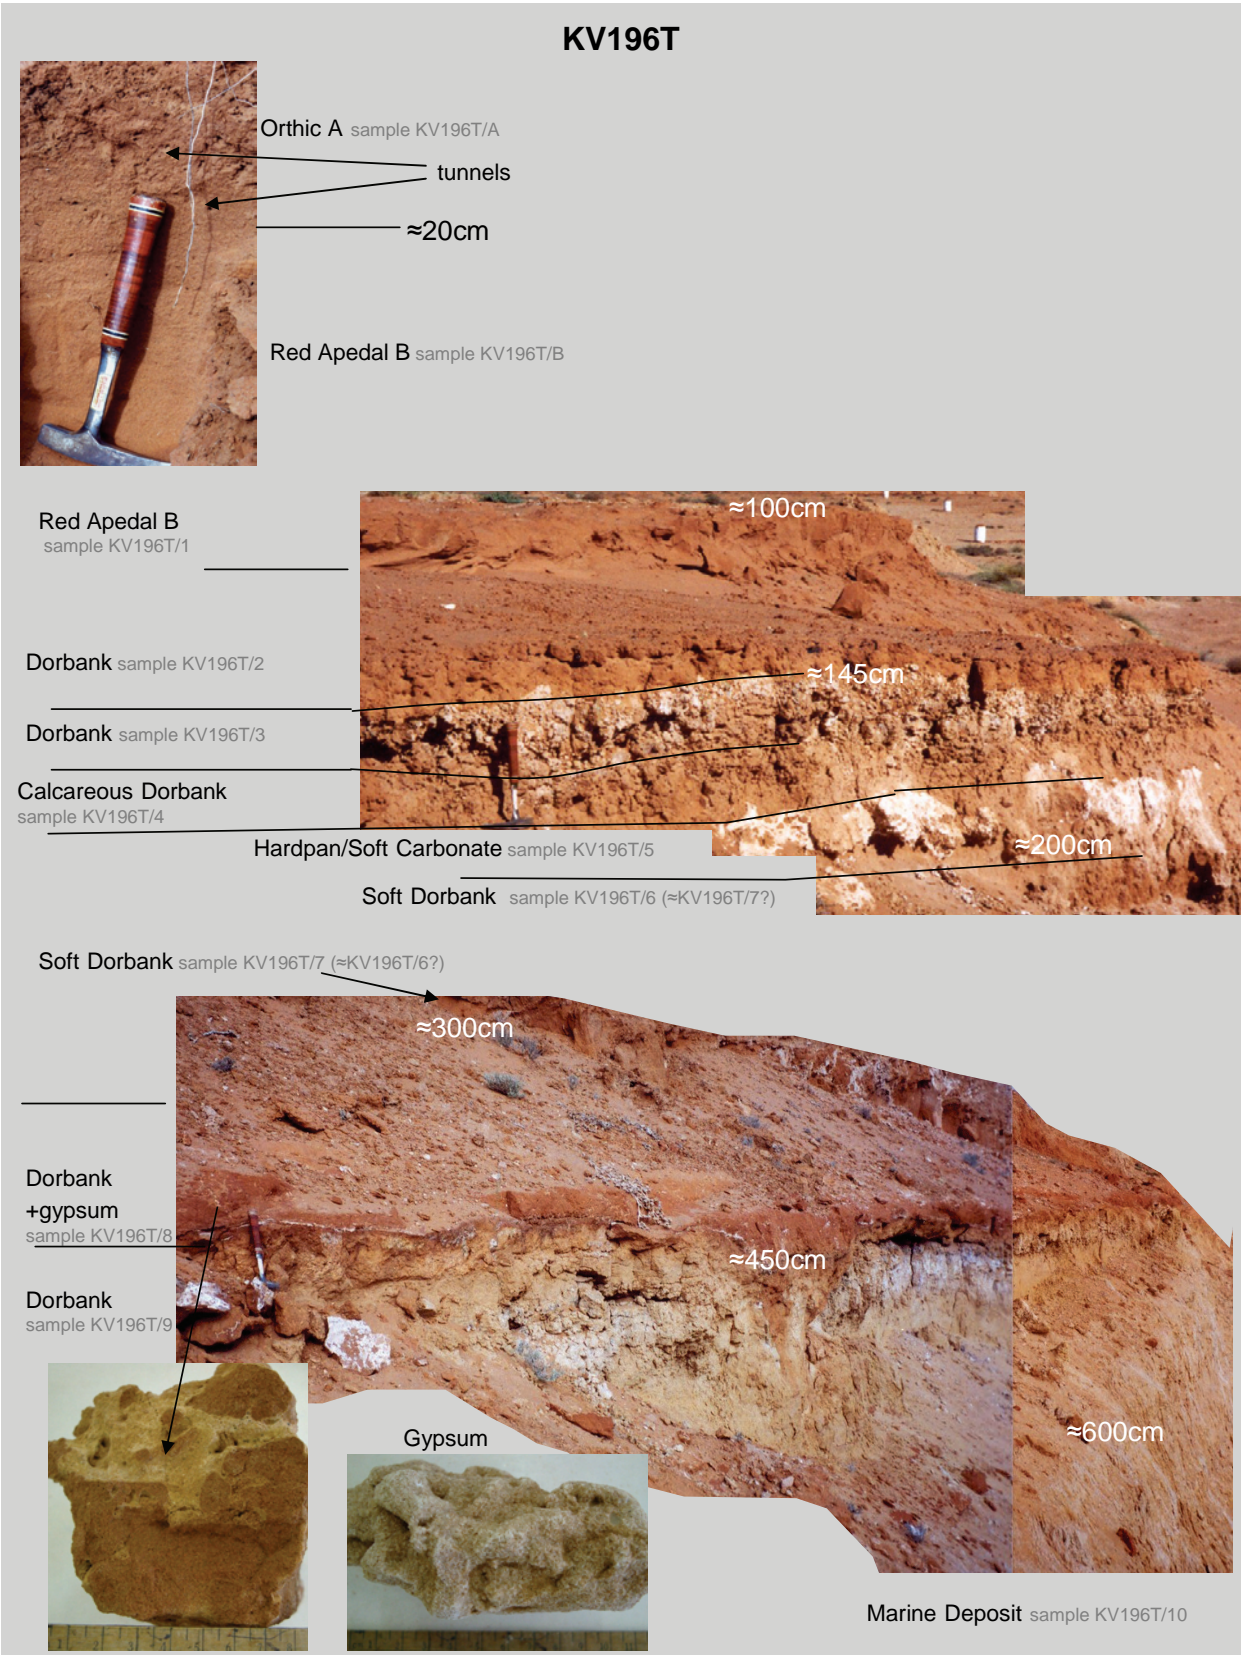 KV196T
Orthic A sample KV196T/A
tunnels
≈20cm
Red Apedal B sample KV196T/B
≈100cm
Red Apedal B
sample KV196T/1
Dorbank sample KV196T/2
≈145cm
Dorbank sample KV196T/3
Calcareous Dorbank
sample KV196T/4
Hardpan/Soft Carbonate sample KV196T/5
≈200cm
Soft Dorbank sample KV196T/6 (≈KV196T/7?)
Soft Dorbank sample KV196T/7 (≈KV196T/6?)
≈300cm
Dorbank
+gypsum
sample KV196T/8
≈450cm
Dorbank
sample KV196T/9
Gypsum
≈600cm
Marine Deposit sample KV196T/10